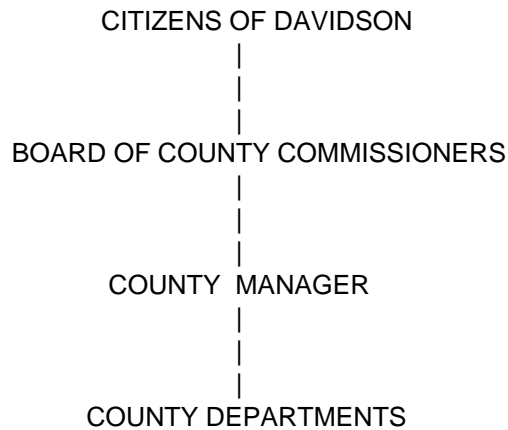 CITIZENS OF DAVIDSON
|
|
|
BOARD OF COUNTY COMMISSIONERS
|
|
|
COUNTY MANAGER
|
|
|
COUNTY DEPARTMENTS